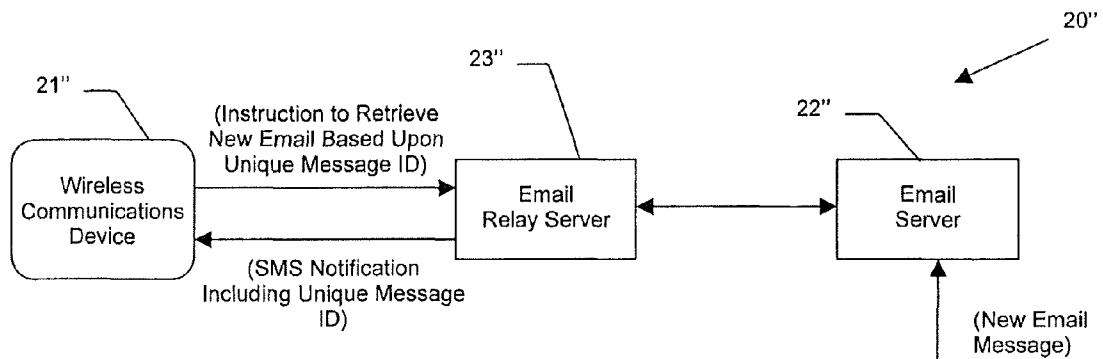 20"
23"
21"
22"
(Instruction to Retrieve
New Email Based Upon
Unique Message ID)
Wireless
Communications
Device
Email
Relay Server
Email
Server
(SMS Notification
Including Unique Message
ID)
(New Email
Message)